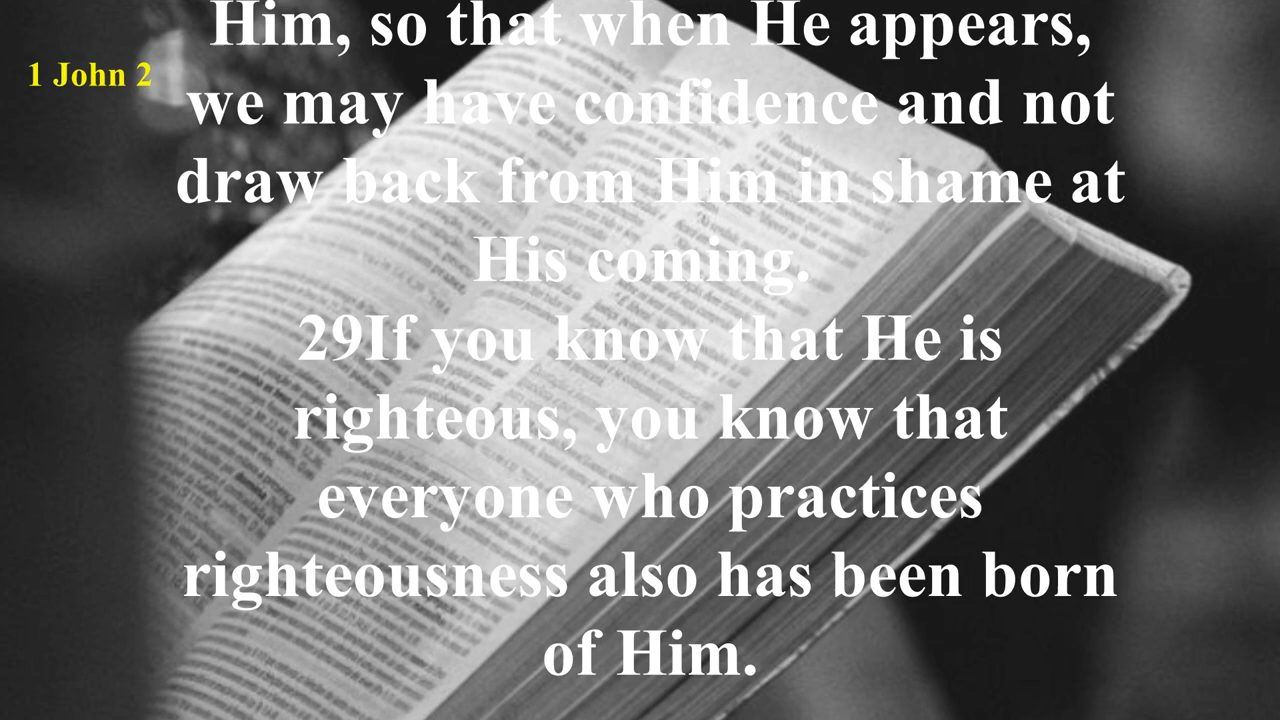 Him, so that when He appears,
1 John 2
we may have confidence and not
draw back from Him in shame at
His coming.
29If you know that He is
righteous, you know that
everyone who practices
righteousness also has been born
of Him.